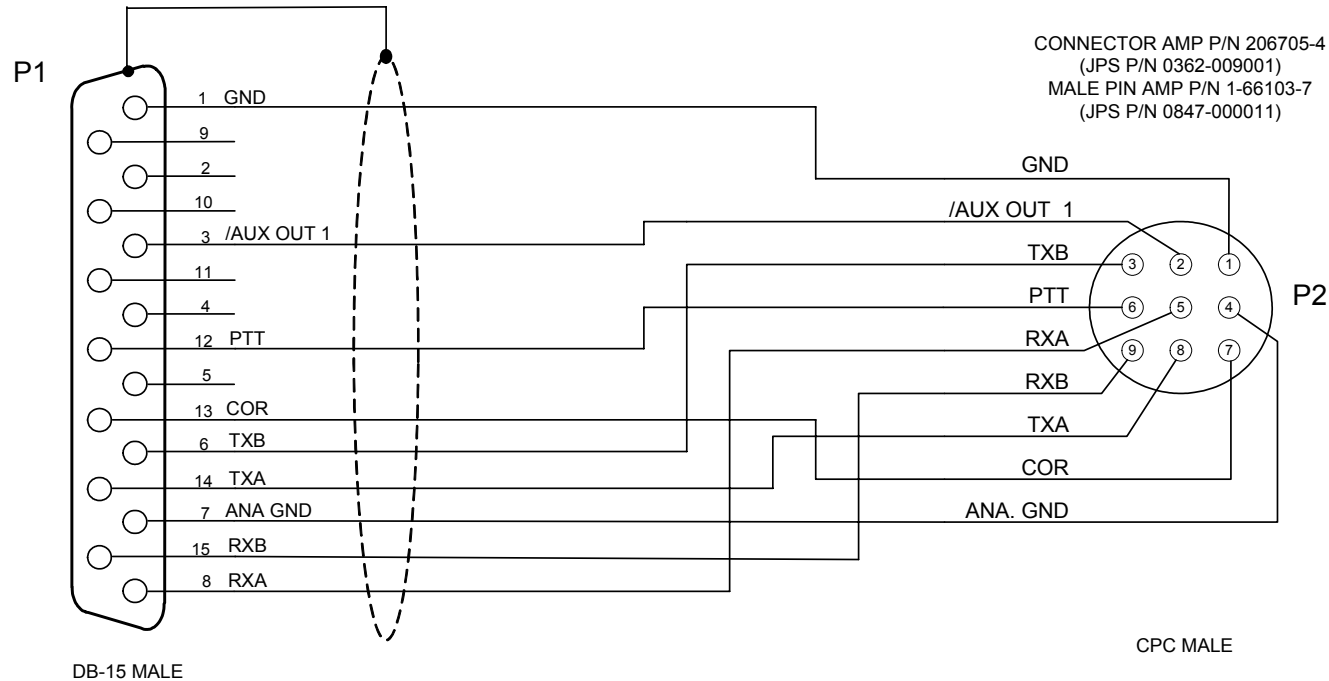 CONNECTOR AMP P/N 206705-4
(JPS P/N 0362-009001)
MALE PIN AMP P/N 1-66103-7
(JPS P/N 0847-000011)
P1
1 GND
9
2
10
3 /AUX OUT 1
11
4
12 PTT
5
13 COR
6 TXB
14 TXA
7 ANA GND
15 RXB
8 RXA
DB-15 MALE
GND
/AUX OUT 1
TXB
PTT
RXA
RXB
TXA
COR
ANA. GND
3 2 1
6 5 4
9 8 7
P2
CPC MALE